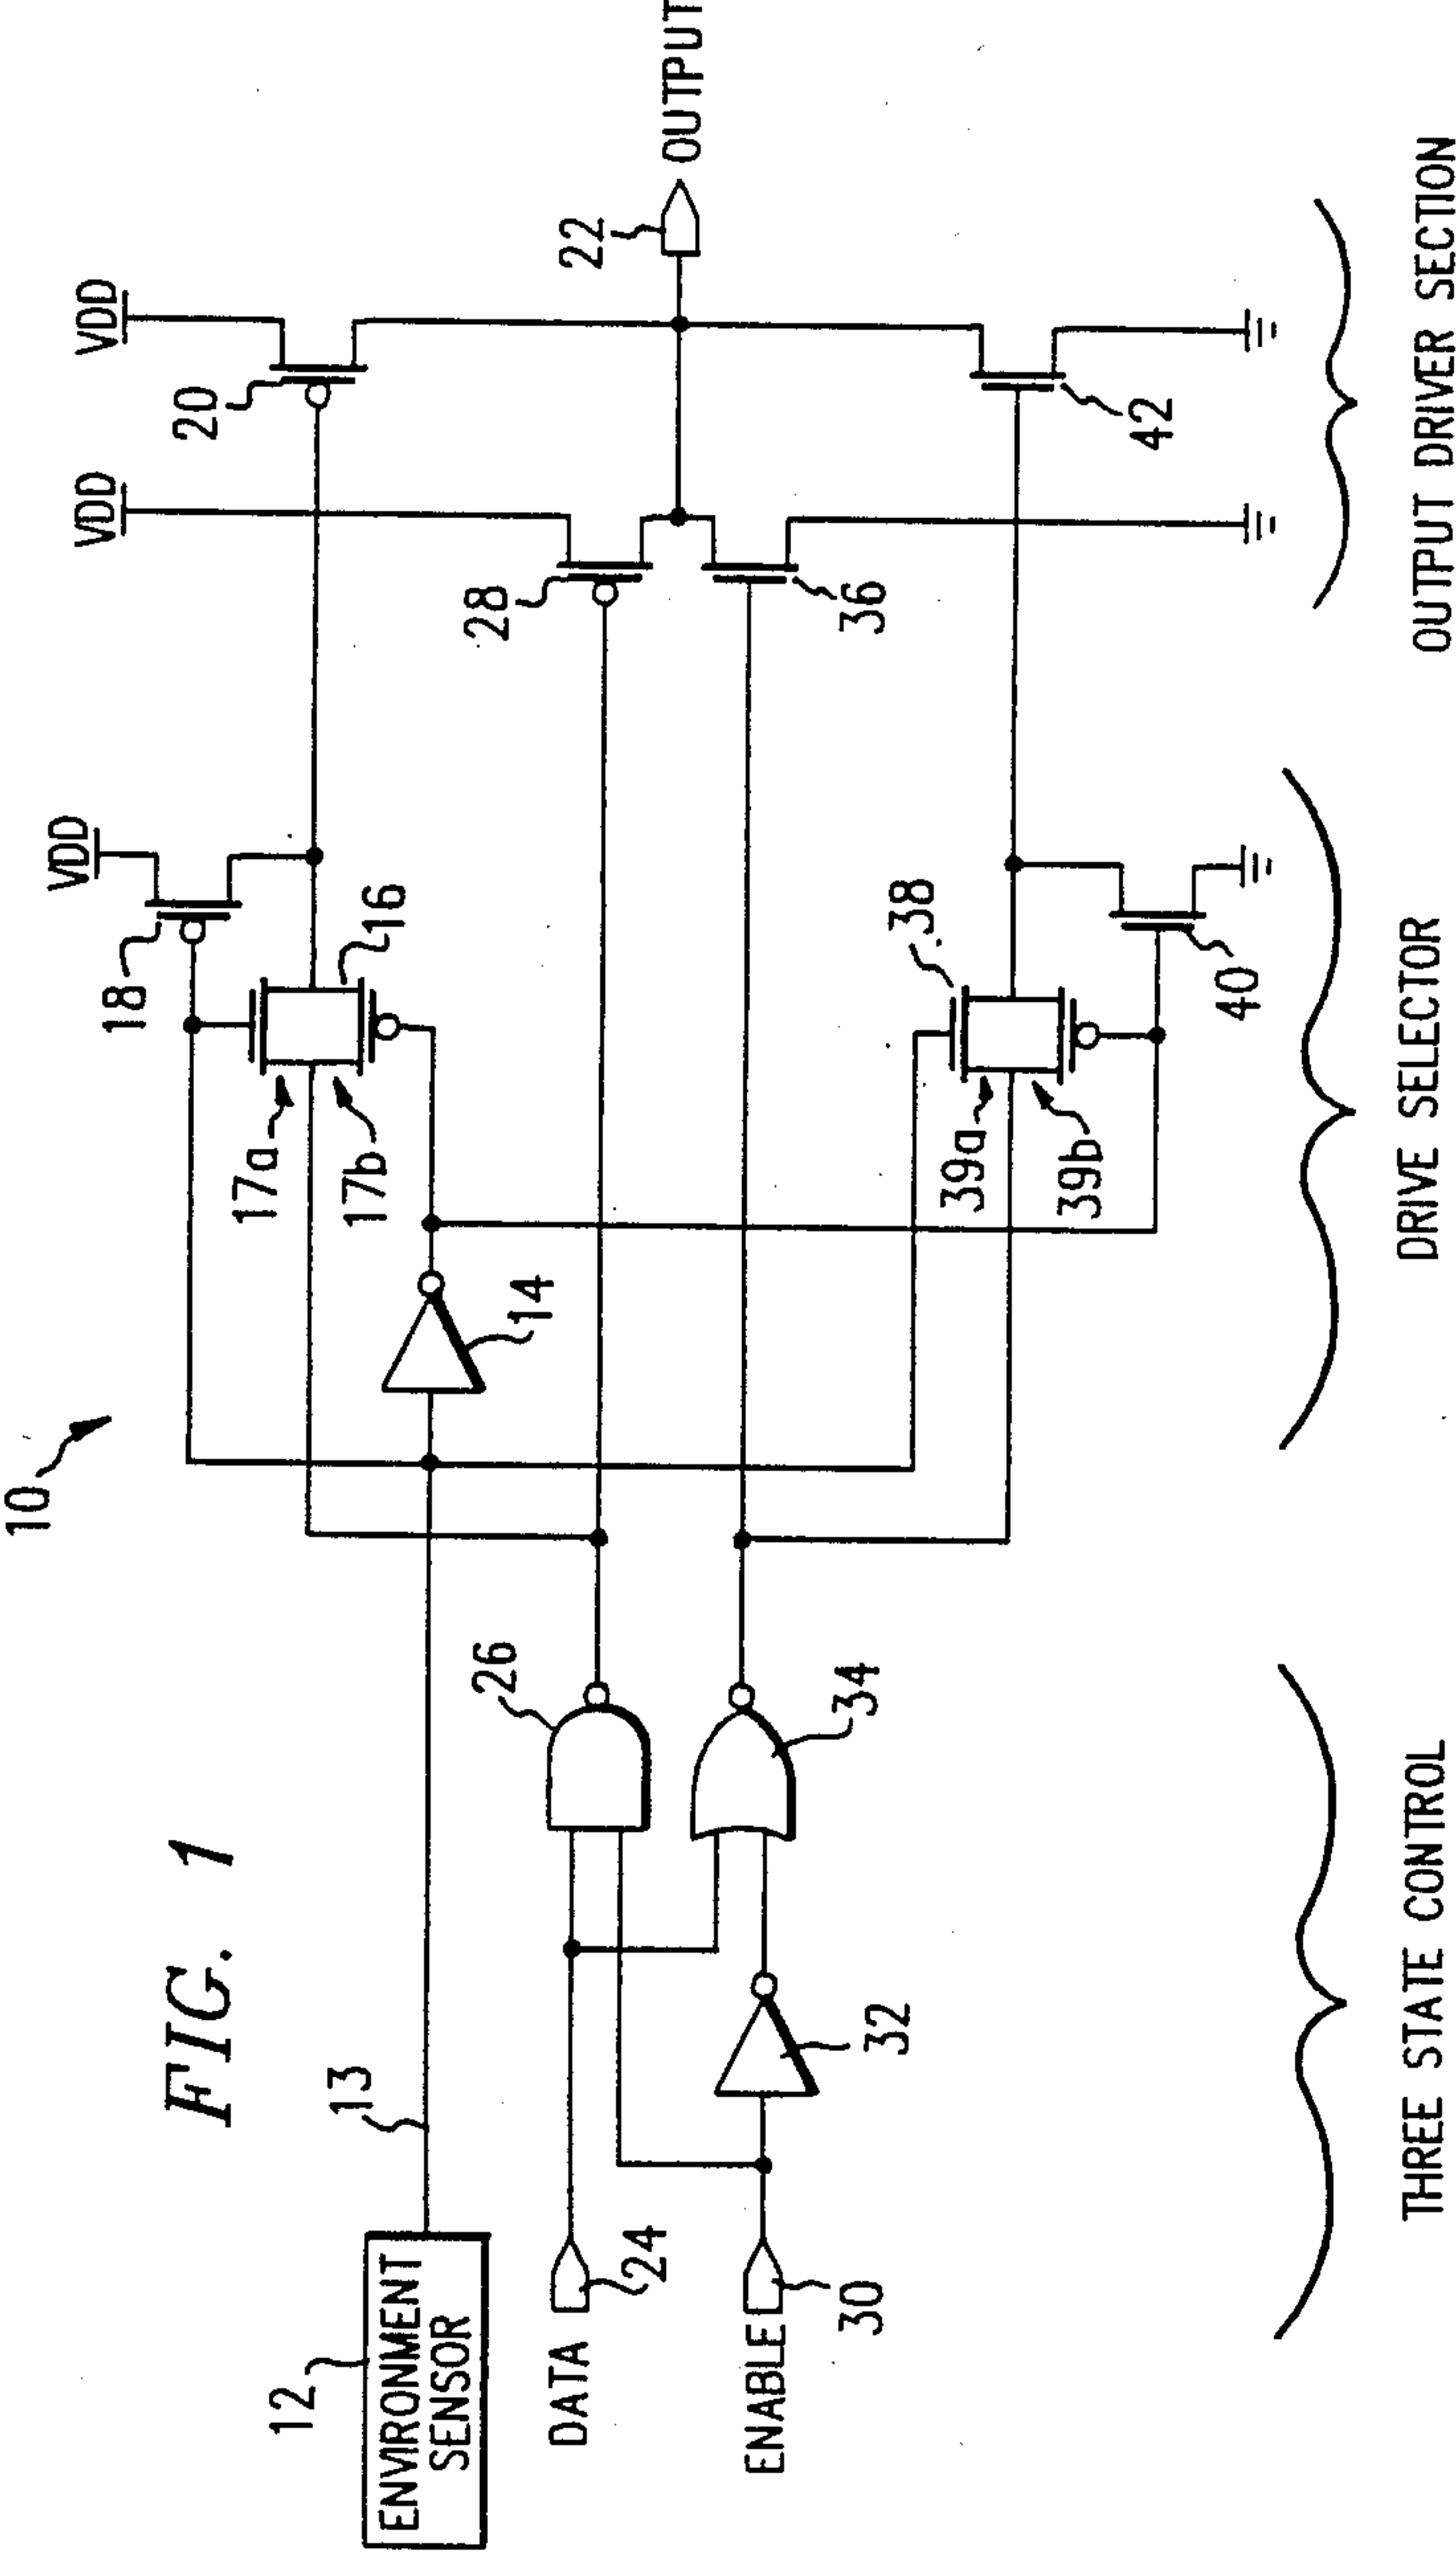 FIG. 1
10
VDD
VDD
VDD
18
20
16
17a
17b
12
ENVIRONMENT
SENSOR
13
14
28
22
OUTPUT
DATA
24
26
36
ENABLE
30
32
34
38
39a
39b
40
42
THREE STATE CONTROL
DRIVE SELECTOR
OUTPUT DRIVER SECTION